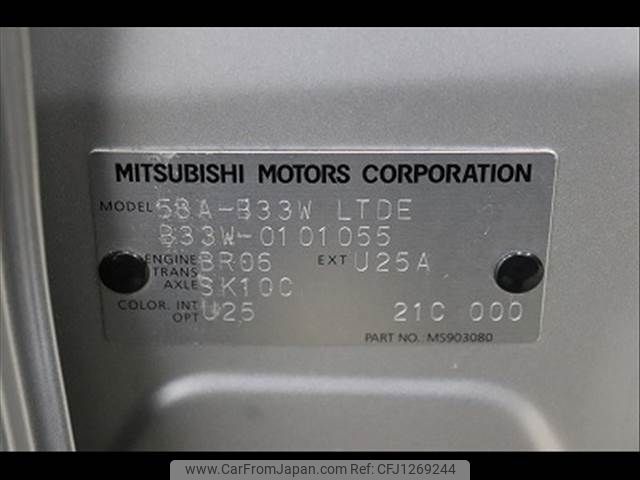 MITSUBISHI MOTORS CORPORATION
MODEL 5BA-B33W LTDE
B33W-0101055
ENGINE BR06 EXT U25A
TRANS
AXLE SK10C
COLOR. INT U25 21C 000
OPT
PART NO. MS903080
www.CarFromJapan.com | CFJ1269244